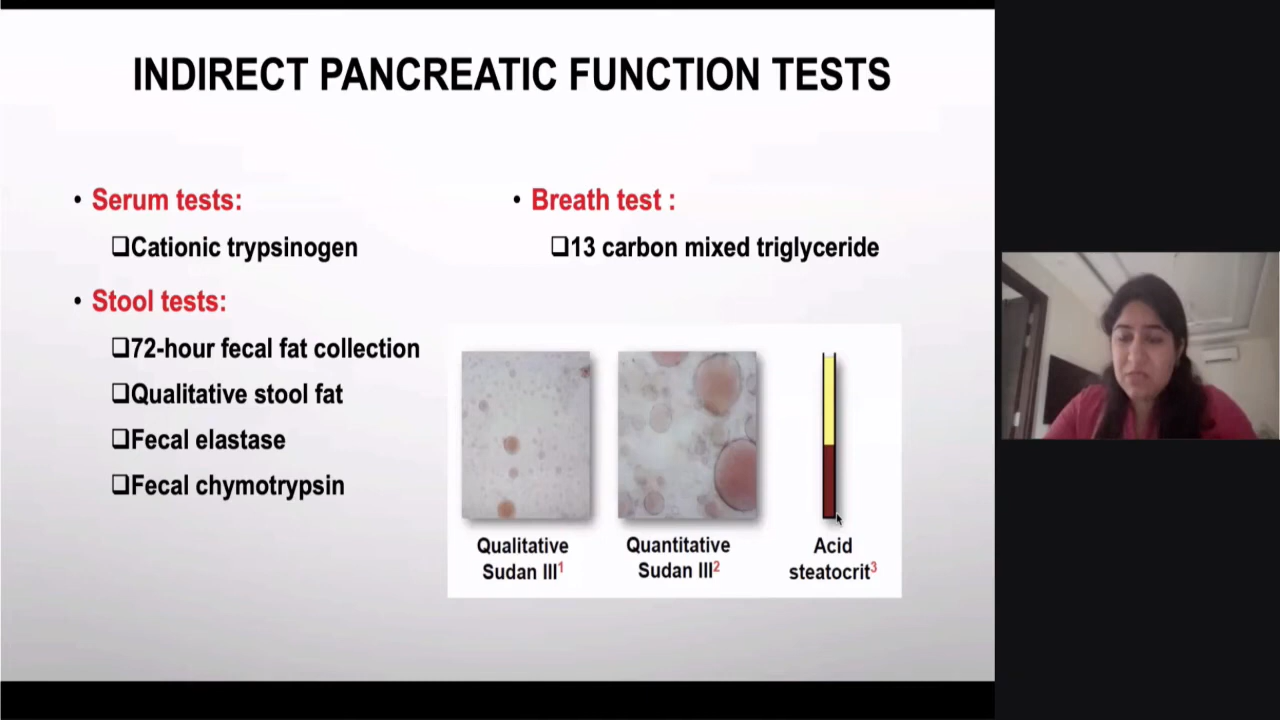 INDIRECT PANCREATIC FUNCTION TESTS
• Serum tests:
❑Cationic trypsinogen
• Stool tests:
❑72-hour fecal fat collection
❑Qualitative stool fat
❑Fecal elastase
❑Fecal chymotrypsin
• Breath test :
❑13 carbon mixed triglyceride
Qualitative
Sudan III1
Quantitative
Sudan III2
Acid
steatocrit3